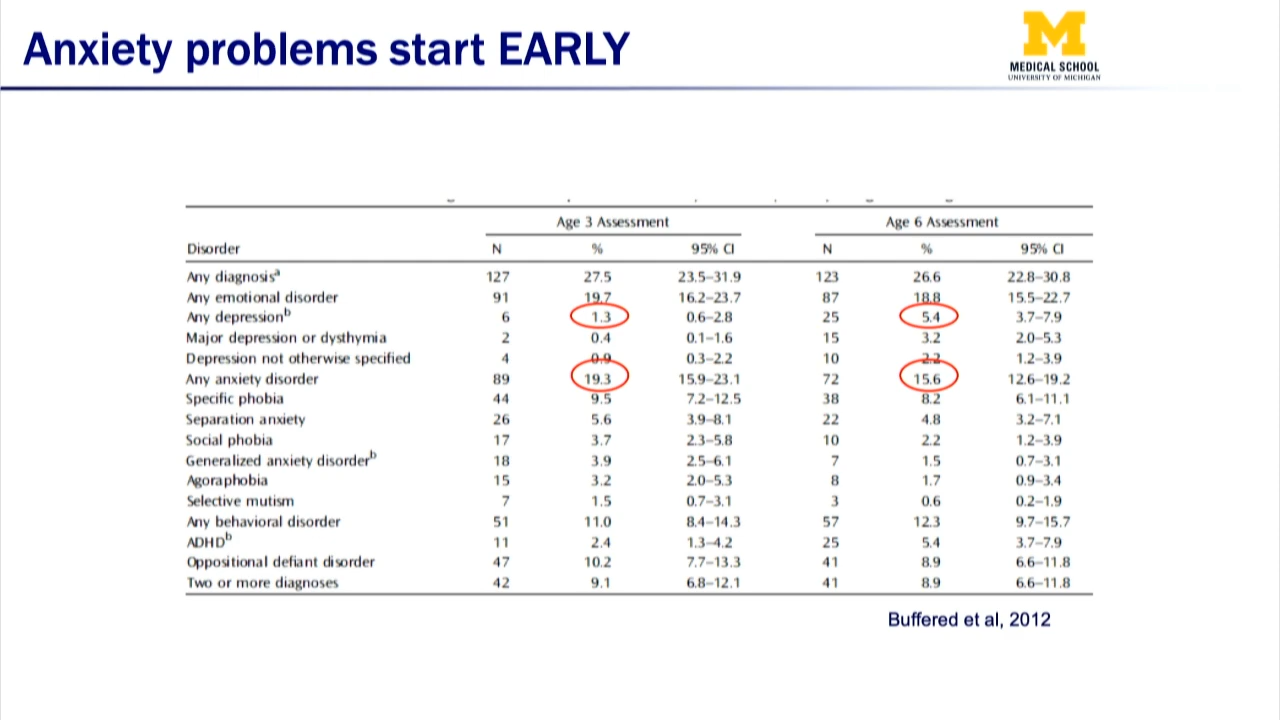 Anxiety problems start EARLY
M
MEDICAL SCHOOL
UNIVERSITY OF MICHIGAN
Age 3 Assessment Age 6 Assessment
Disorder N % 95% CI N % 95% CI
Any diagnosisᵃ 127 27.5 23.5–31.9 123 26.6 22.8–30.8
Any emotional disorder 91 19.7 16.2–23.7 87 18.8 15.5–22.7
Any depressionᵇ 6 1.3 0.6–2.8 25 5.4 3.7–7.9
Major depression or dysthymia 2 0.4 0.1–1.6 15 3.2 2.0–5.3
Depression not otherwise specified 4 0.9 0.3–2.2 10 2.2 1.2–3.9
Any anxiety disorder 89 19.3 15.9–23.1 72 15.6 12.6–19.2
Specific phobia 44 9.5 7.2–12.5 38 8.2 6.1–11.1
Separation anxiety 26 5.6 3.9–8.1 22 4.8 3.2–7.1
Social phobia 17 3.7 2.3–5.8 10 2.2 1.2–3.9
Generalized anxiety disorderᵇ 18 3.9 2.5–6.1 7 1.5 0.7–3.1
Agoraphobia 15 3.2 2.0–5.3 8 1.7 0.9–3.4
Selective mutism 7 1.5 0.7–3.1 3 0.6 0.2–1.9
Any behavioral disorder 51 11.0 8.4–14.3 57 12.3 9.7–15.7
ADHDᵇ 11 2.4 1.3–4.2 25 5.4 3.7–7.9
Oppositional defiant disorder 47 10.2 7.7–13.3 41 8.9 6.6–11.8
Two or more diagnoses 42 9.1 6.8–12.1 41 8.9 6.6–11.8
Buffered et al, 2012